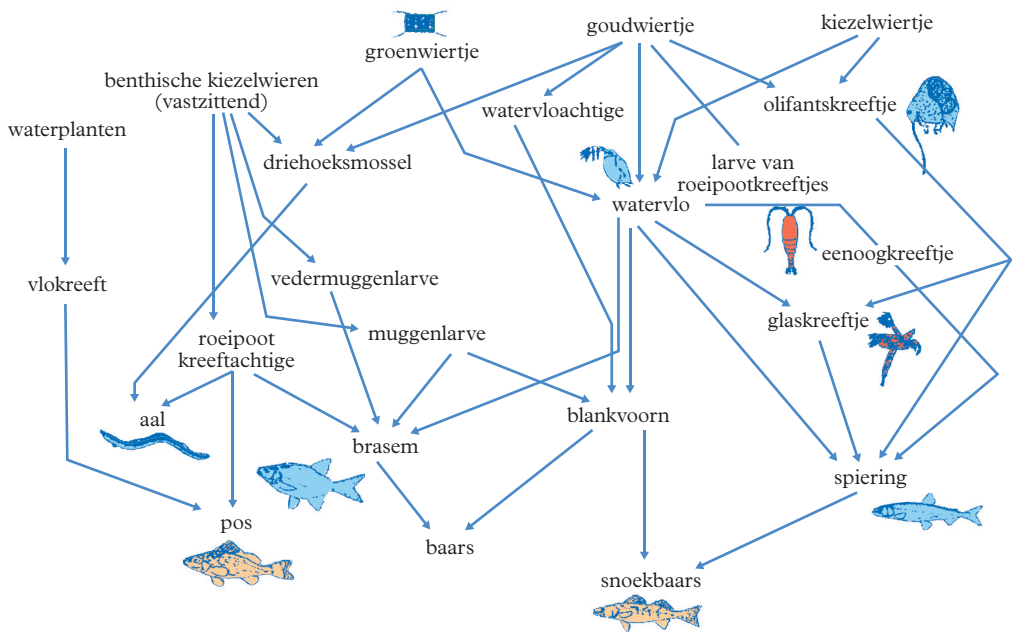 goudwiertje
kiezelwiertje
groenwiertje
benthische kiezelwieren
(vastzittend)
watervloachtige
olifantskreeftje
waterplanten
driehoeksmossel
larve van
roeipootkreeftjes
watervlo
eenoogkreeftje
vedermuggenlarve
vlokreeft
glaskreeftje
muggenlarve
roeipoot
kreeftachtige
aal
blankvoorn
brasem
spiering
pos
baars
snoekbaars